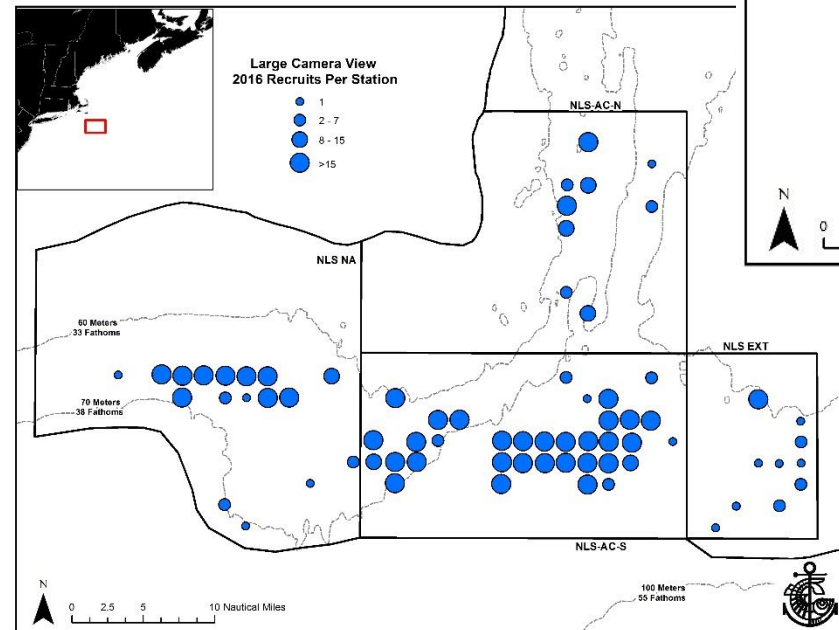 Large Camera View
2016 Recruits Per Station
1
2 - 7
8 - 15
>15
NLS-AC-N
N
0
NLS NA
60 Meters
33 Fathoms
NLS EXT
70 Meters
38 Fathoms
NLS-AC-S
100 Meters
55 Fathoms
N
0 2.5 5 10 Nautical Miles